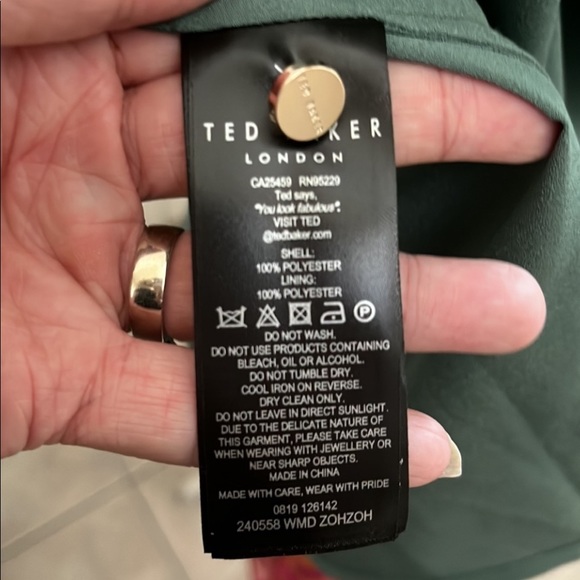 TED BAKER
LONDON
CA25459 RN95229
Ted says,
"You look fabulous".
VISIT TED
@tedbaker.com
SHELL:
100% POLYESTER
LINING:
100% POLYESTER
P
DO NOT WASH.
DO NOT USE PRODUCTS CONTAINING
BLEACH, OIL OR ALCOHOL.
DO NOT TUMBLE DRY.
COOL IRON ON REVERSE.
DRY CLEAN ONLY.
DO NOT LEAVE IN DIRECT SUNLIGHT.
DUE TO THE DELICATE NATURE OF
THIS GARMENT, PLEASE TAKE CARE
WHEN WEARING WITH JEWELLERY OR
NEAR SHARP OBJECTS.
MADE IN CHINA
MADE WITH CARE, WEAR WITH PRIDE
0819 126142
240558 WMD ZOHZOH